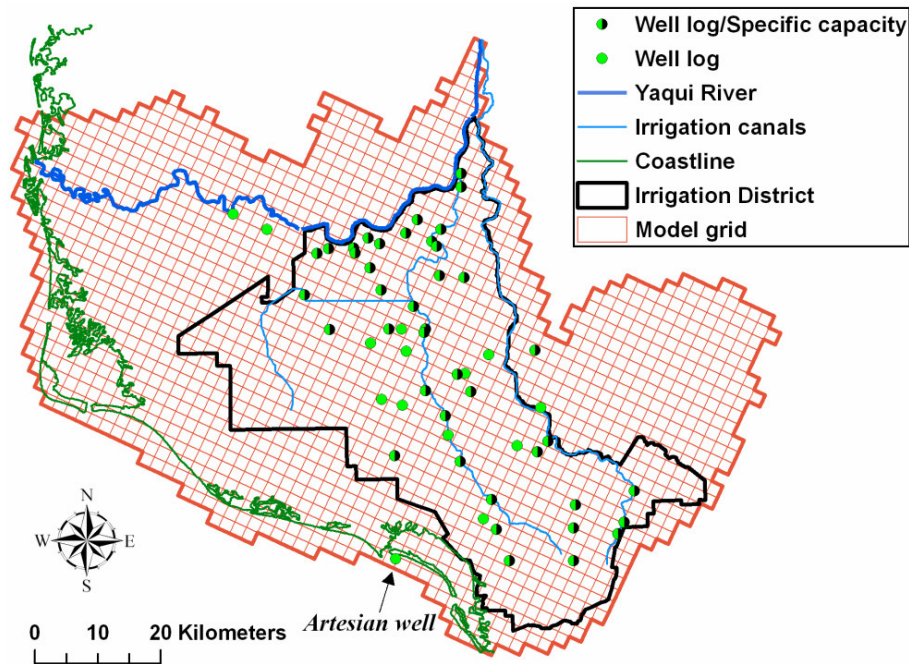 Well log/Specific capacity
Well log
Yaqui River
Irrigation canals
Coastline
Irrigation District
Model grid
N
W E
S
Artesian well
0 10 20 Kilometers